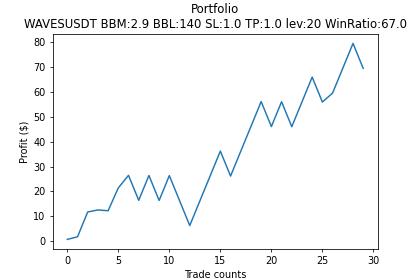 Portfolio
WAVESUSDT BBM:2.9 BBL:140 SL:1.0 TP:1.0 lev:20 WinRatio:67.0
80
70
60
50
40
30
20
10
0
Profit ($)
0 5 10 15 20 25 30
Trade counts